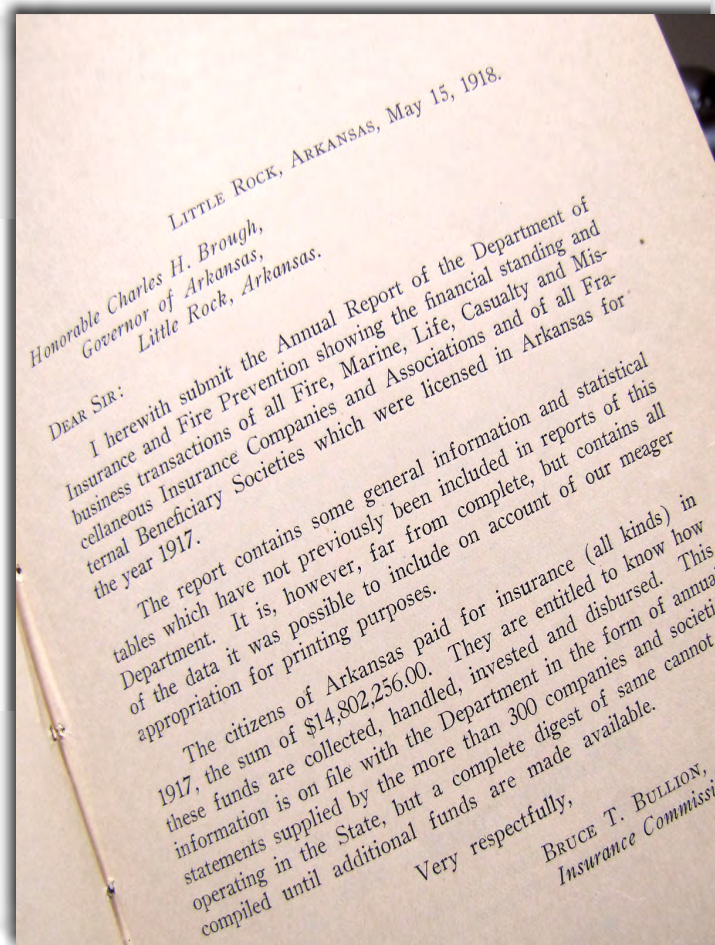 LITTLE ROCK, ARKANSAS, May 15, 1918.
Honorable Charles H. Brough,
Governor of Arkansas,
Little Rock, Arkansas.
DEAR SIR:
I herewith submit the Annual Report of the Department of
Insurance and Fire Prevention showing the financial standing and
business transactions of all Fire, Marine, Life, Casualty and Mis-
cellaneous Insurance Companies and Associations and of all Fra-
ternal Beneficiary Societies which were licensed in Arkansas for
the year 1917.
The report contains some general information and statistical
tables which have not previously been included in reports of this
Department. It is, however, far from complete, but contains all
of the data it was possible to include on account of our meager
appropriation for printing purposes.
The citizens of Arkansas paid for insurance (all kinds) in
1917, the sum of $14,802,256.00. They are entitled to know how
these funds are collected, handled, invested and disbursed. This
information is on file with the Department in the form of annua
statements supplied by the more than 300 companies and societi
operating in the State, but a complete digest of same cannot
compiled until additional funds are made available.
Very respectfully,
BRUCE T. BULLION,
Insurance Commissi